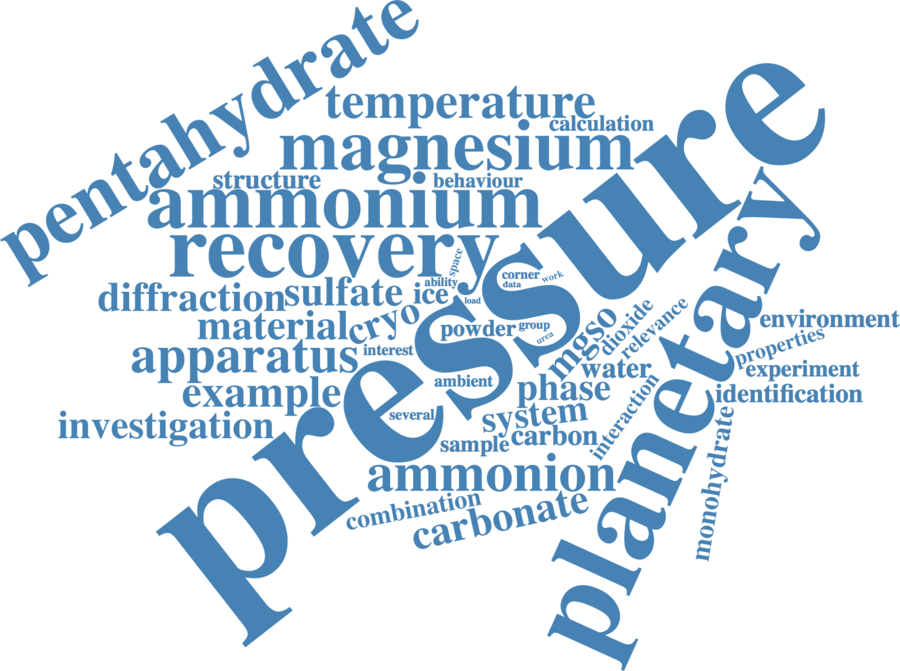 pentahydrate
temperature
calculation
magnesium
pressure
structure
behaviour
ammonium
recovery
space
corner
work
ability
data
diffraction
sulfate
ice
load
material
cryo
powder
group
urea
mgso
dioxide
relevance
planetary
environment
properties
apparatus
interest
water
experiment
example
ambient
phase
identification
several
system
interaction
investigation
sample
carbon
monohydrate
ammonion
combination
carbonate